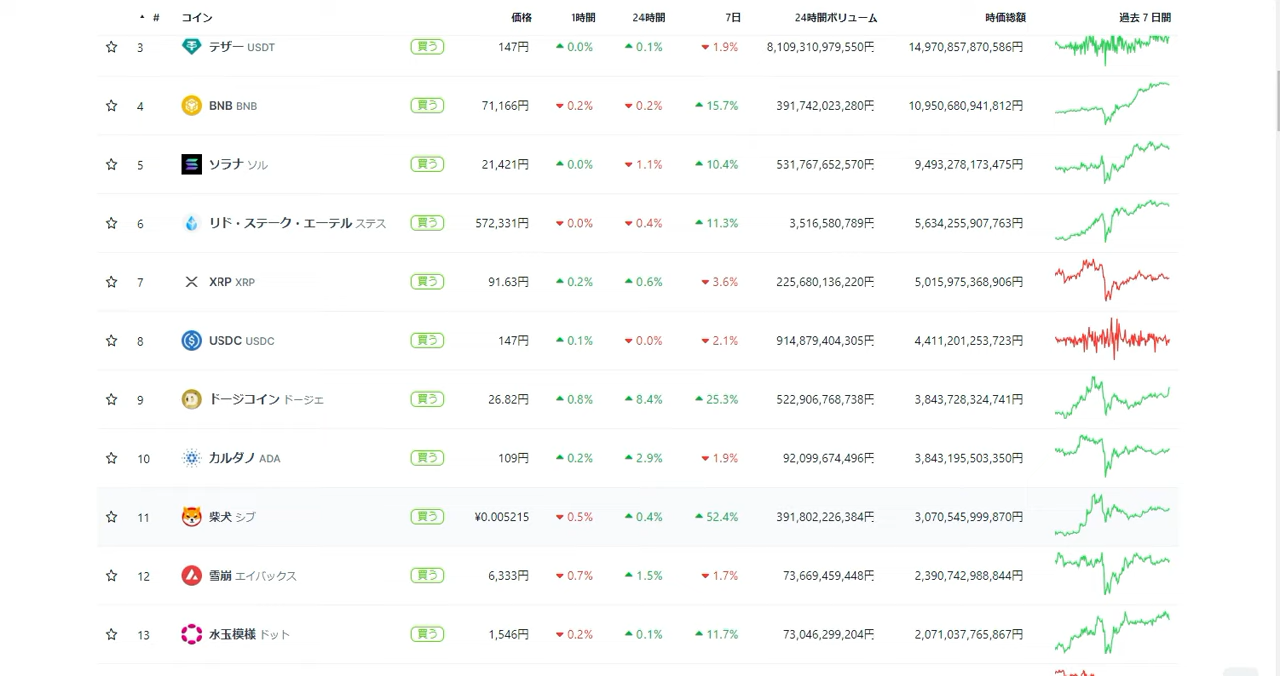 # コイン 価格 1時間 24時間 7日 24時間ボリューム 時価総額 過去 7 日間
3 テザー USDT 買う 147円 0.0% 0.1% 1.9% 8,109,310,979,550円 14,970,857,870,586円
4 BNB BNB 買う 71,166円 0.2% 0.2% 15.7% 391,742,023,280円 10,950,680,941,812円
5 ソラナ ソル 買う 21,421円 0.0% 1.1% 10.4% 531,767,652,570円 9,493,278,173,475円
6 リド・ステーク・エーテル ステス 買う 572,331円 0.0% 0.4% 11.3% 3,516,580,789円 5,634,255,907,763円
7 XRP XRP 買う 91.63円 0.2% 0.6% 3.6% 225,680,136,220円 5,015,975,368,906円
8 USDC USDC 買う 147円 0.1% 0.0% 2.1% 914,879,404,305円 4,411,201,253,723円
9 ドージコイン ドージェ 買う 26.82円 0.8% 8.4% 25.3% 522,906,768,738円 3,843,728,324,741円
10 カルダノ ADA 買う 109円 0.2% 2.9% 1.9% 92,099,674,496円 3,843,195,503,350円
11 柴犬 シブ 買う ¥0.005215 0.5% 0.4% 52.4% 391,802,226,384円 3,070,545,999,870円
12 雪崩 エイバックス 買う 6,333円 0.7% 1.5% 1.7% 73,669,459,448円 2,390,742,988,844円
13 水玉模様 ドット 買う 1,546円 0.2% 0.1% 11.7% 73,046,299,204円 2,071,037,765,867円